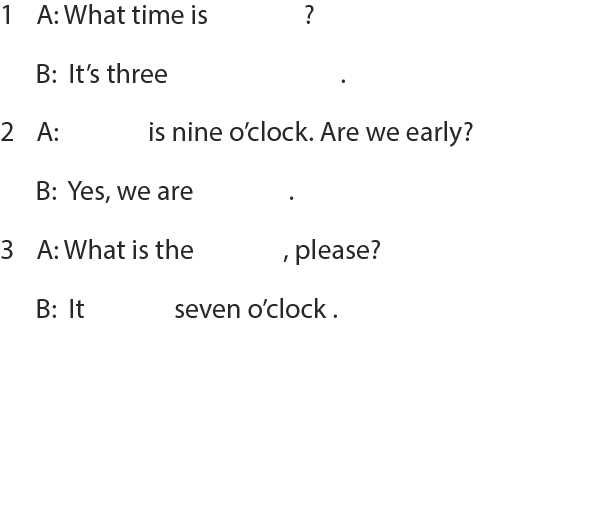 1 A: What time is ?
B: It’s three .
2 A: is nine o’clock. Are we early?
B: Yes, we are .
3 A: What is the , please?
B: It seven o’clock .